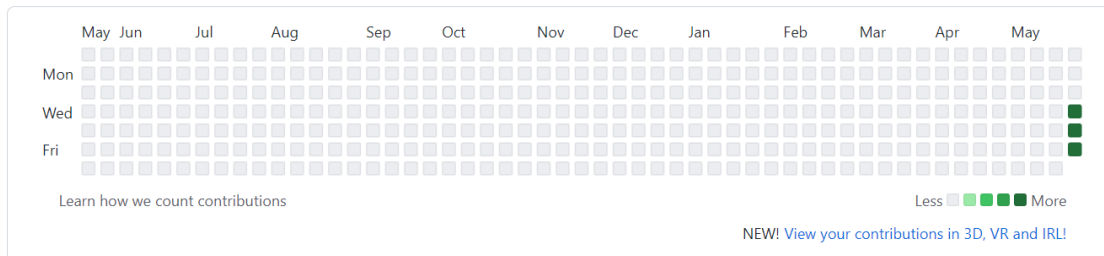 May Jun Jul Aug Sep Oct Nov Dec Jan Feb Mar Apr May
Mon
Wed
Fri
Learn how we count contributions
Less More
NEW! View your contributions in 3D, VR and IRL!